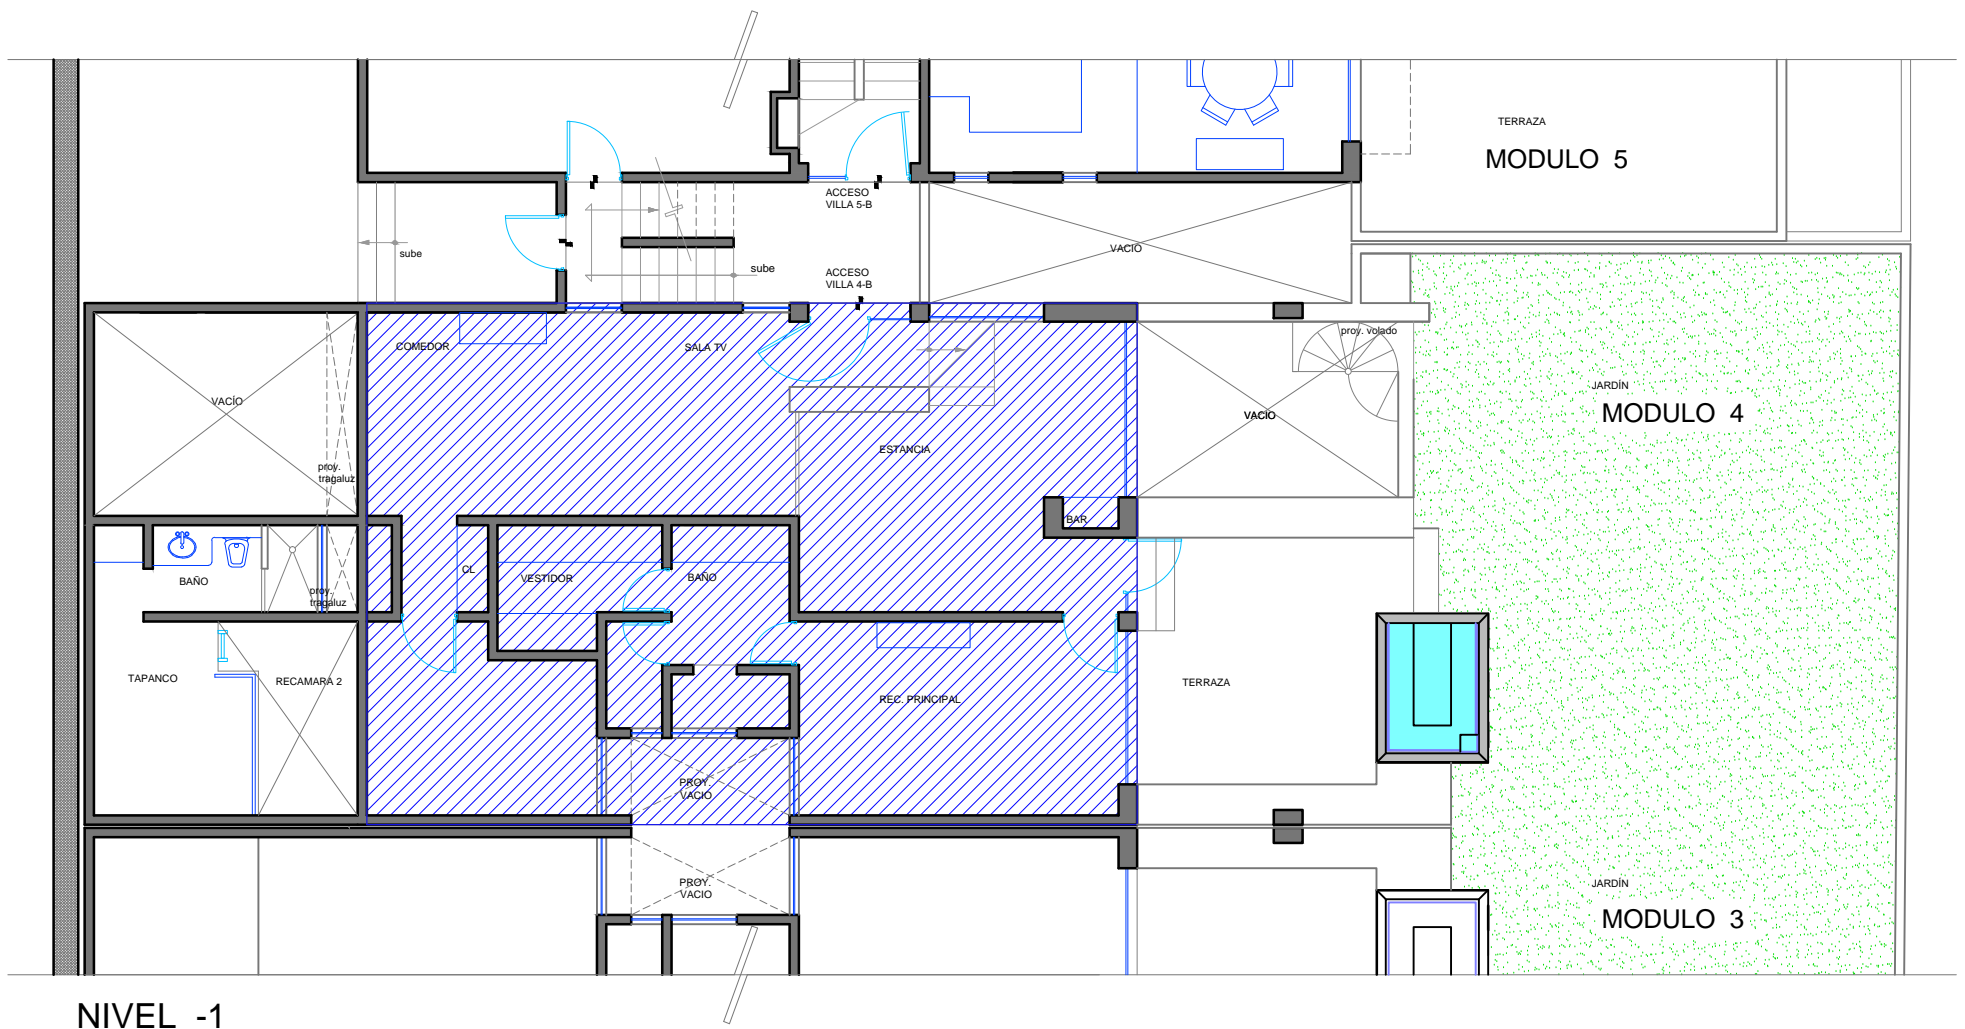 TERRAZA
MODULO 5
ACCESO
VILLA 5-B
sube
VACIO
sube
ACCESO
VILLA 4-B
COMEDOR
SALA TV
proy. volado
JARDÍN
VACÍO
MODULO 4
VACIO
ESTANCIA
proy.
tragaluz
BAR
BAÑO
CL
VESTIDOR
BAÑO
proy.
tragaluz
TAPANCO
RECAMARA 2
REC. PRINCIPAL
TERRAZA
PROY.
VACIO
PROY.
VACIO
JARDÍN
MODULO 3
NIVEL -1